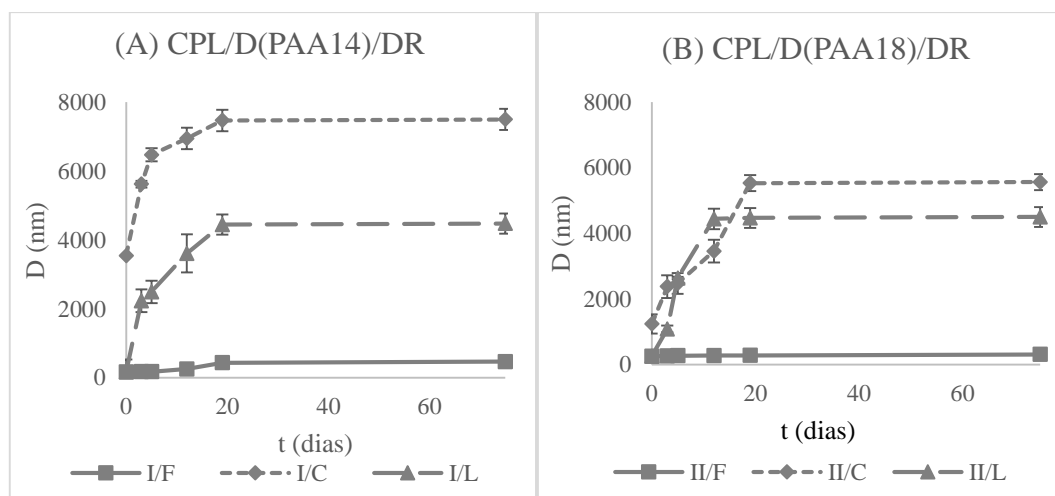 (A) CPL/D(PAA14)/DR
8000
6000
4000
2000
0
D (nm)
0 20 40 60
t (dias)
I/F I/C I/L
(B) CPL/D(PAA18)/DR
8000
6000
4000
2000
0
D (nm)
0 20 40 60
t (dias)
II/F II/C II/L